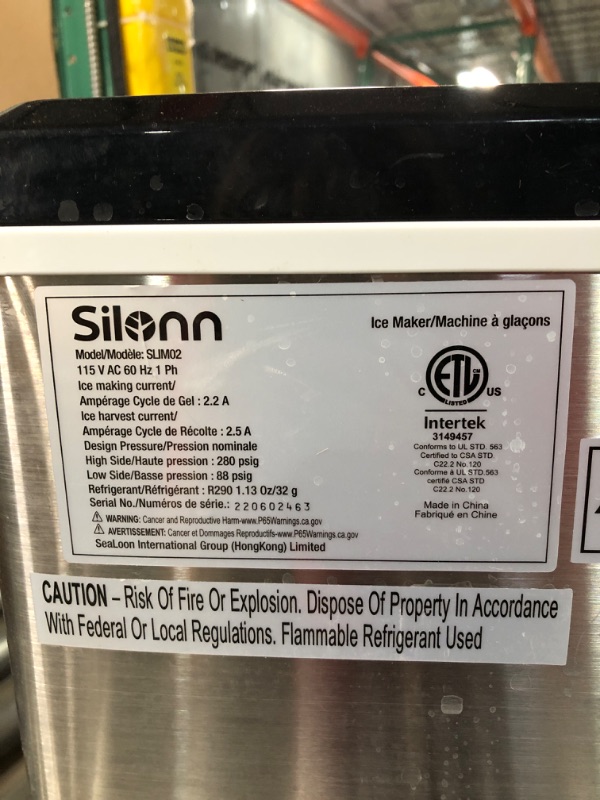 Silonn
Ice Maker/Machine à glaçons
Model/Modèle: SLIM02
115 V AC 60 Hz 1 Ph
Ice making current/
Ampérage Cycle de Gel : 2.2 A
Ice harvest current/
Ampérage Cycle de Récolte : 2.5 A
Design Pressure/Pression nominale
High Side/Haute pression : 280 psig
Low Side/Basse pression : 88 psig
Refrigerant/Réfrigérant : R290 1.13 Oz/32 g
Serial No./Numéros de série.: 220602463
WARNING: Cancer and Reproductive Harm-www.P65Warnings.ca.gov
AVERTISSEMENT: Cancer et Dommages Reproductifs-www.P65Warnings.ca.gov
SeaLoon International Group (HongKong) Limited
ETL CM
LISTED
C US
Intertek
3149457
Conforms to UL STD. 563
Certified to CSA STD.
C22.2 No.120
Conforme à UL STD.563
certifié CSA STD
C22.2 No.120
Made in China
Fabriqué en Chine
CAUTION – Risk Of Fire Or Explosion. Dispose Of Property In Accordance
With Federal Or Local Regulations. Flammable Refrigerant Used